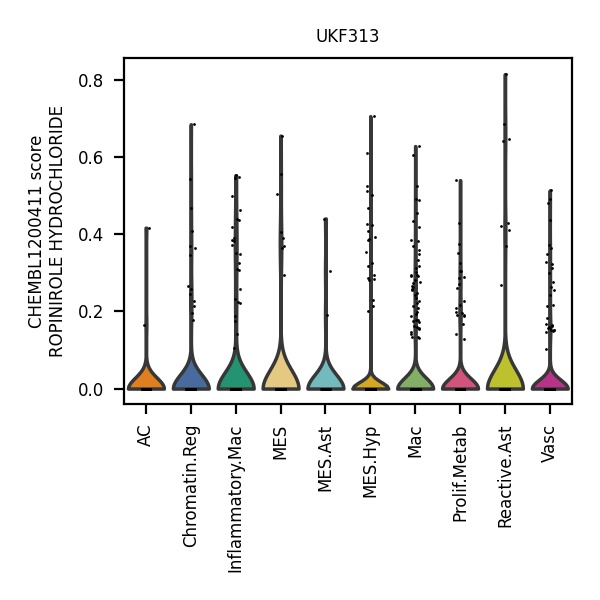 UKF313
CHEMBL1200411 score
ROPINIROLE HYDROCHLORIDE
0.8
0.6
0.4
0.2
0.0
AC
Chromatin.Reg
Inflammatory.Mac
MES
MES.Ast
MES.Hyp
Mac
Prolif.Metab
Reactive.Ast
Vasc